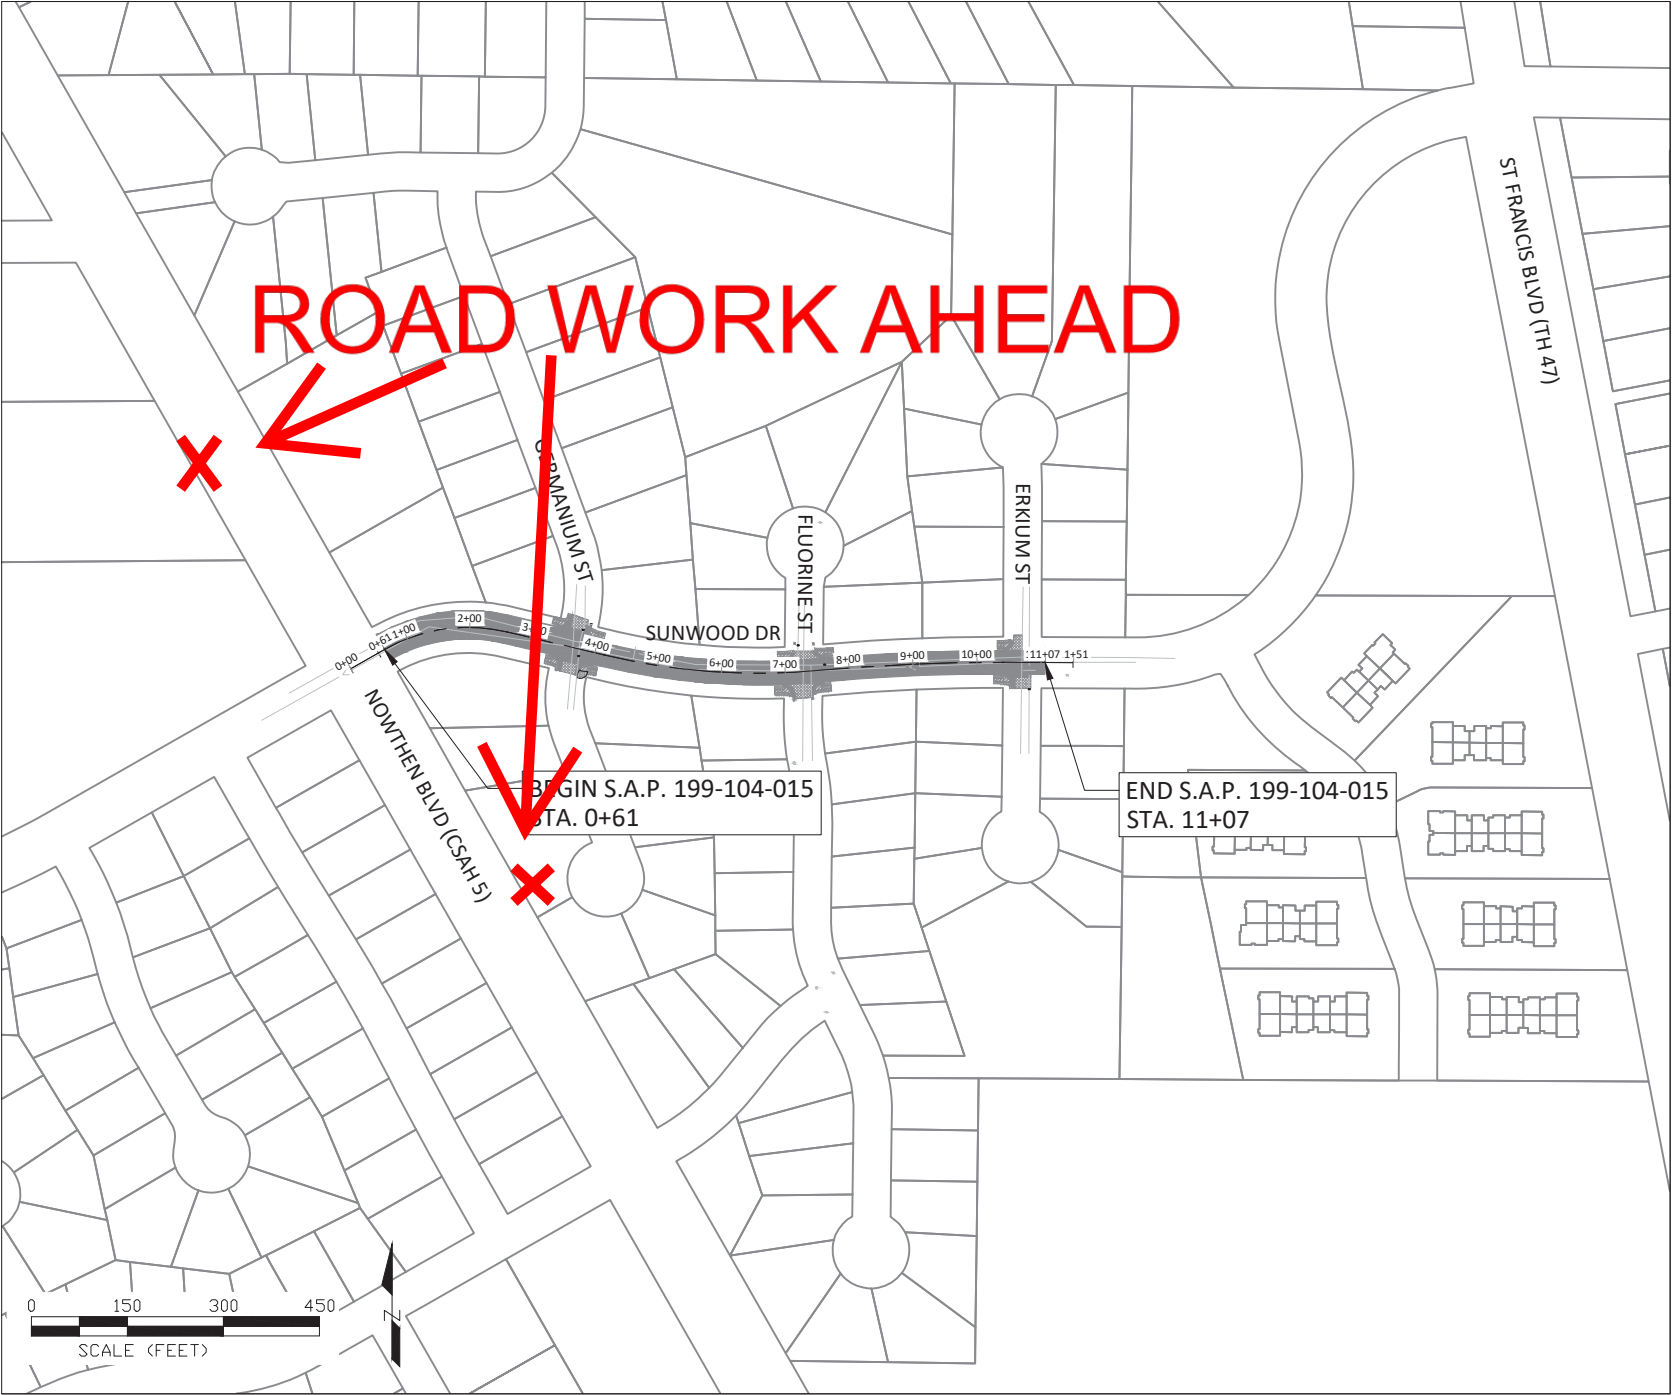 ST FRANCIS BLVD (TH 47)
ROAD WORK AHEAD
GERMANIUM ST
FLUORINE ST
ERKIUM ST
SUNWOOD DR
0+00
0+61
1+00
2+00
3+00
4+00
5+00
6+00
7+00
8+00
9+00
10+00
11+07
1+51
NOWTHEN BLVD (CSAH 5)
BEGIN S.A.P. 199-104-015
STA. 0+61
END S.A.P. 199-104-015
STA. 11+07
0 150 300 450
SCALE (FEET)
N